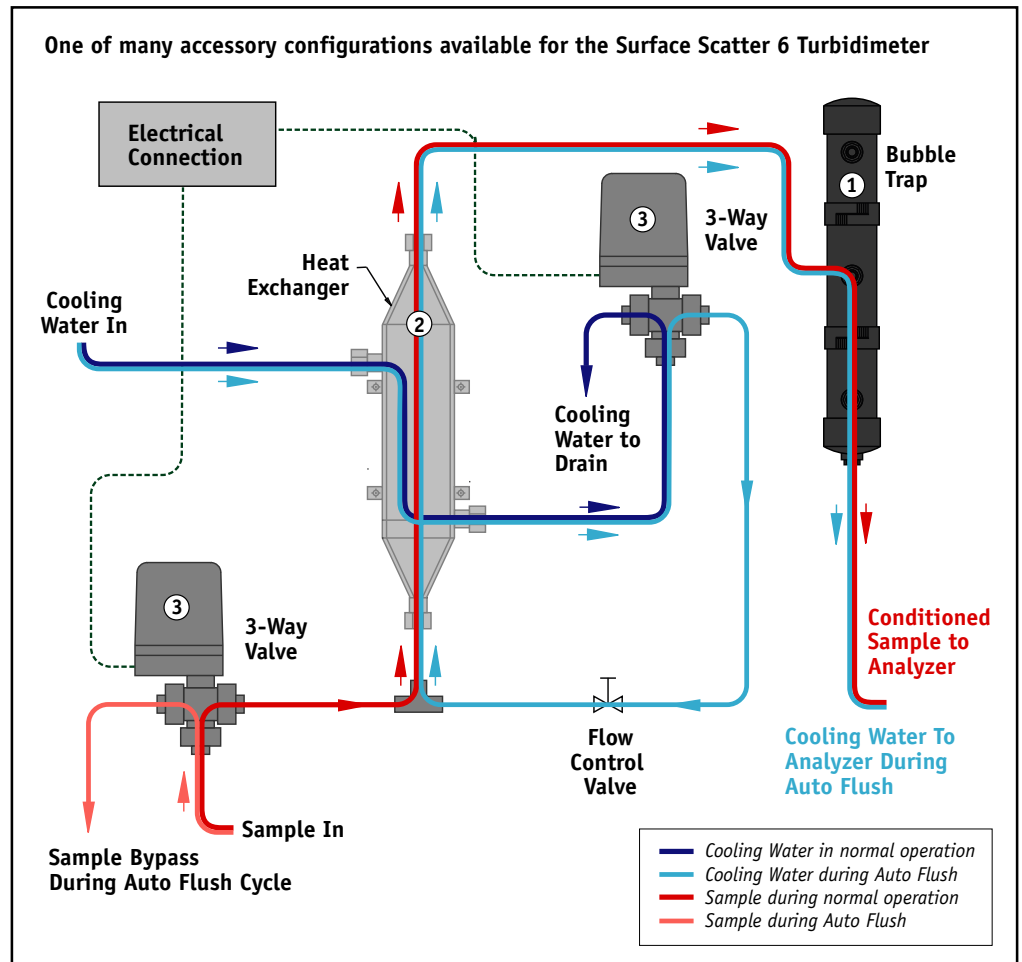 One of many accessory configurations available for the Surface Scatter 6 Turbidimeter
Electrical
Connection
Bubble
Trap
1
3
3-Way
Valve
Heat
Exchanger
2
Cooling
Water In
Cooling
Water to
Drain
3
3-Way
Valve
Conditioned
Sample to
Analyzer
Flow
Control
Valve
Cooling Water To
Analyzer During
Auto Flush
Sample In
Sample Bypass
During Auto Flush Cycle
Cooling Water in normal operation
Cooling Water during Auto Flush
Sample during normal operation
Sample during Auto Flush